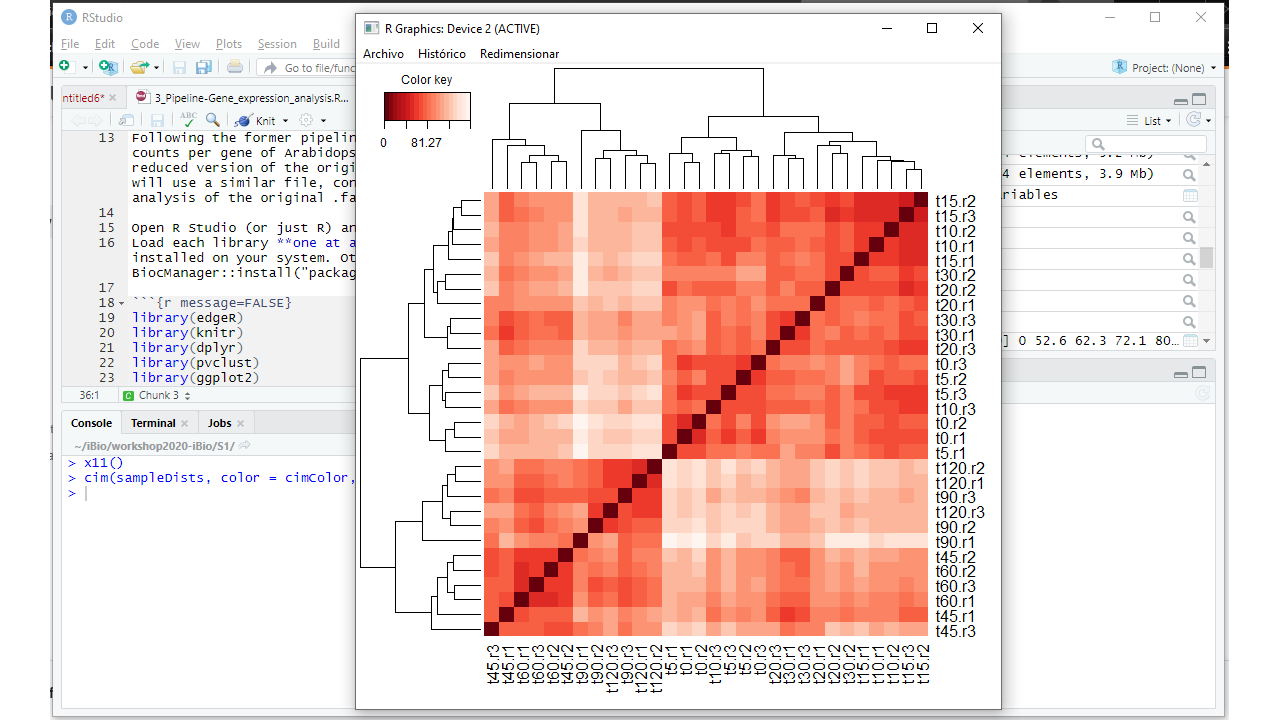 RStudio
File Edit Code View Plots Session Build
Go to file/func
Project: (None)
ntitled6*
3_Pipeline-Gene_expression_analysis.R...
ABC
Knit
13 Following the former pipelin
counts per gene of Arabidops
reduced version of the origi
will use a similar file, con
analysis of the original .fa
14
15 Open R Studio (or just R) an
16 Load each library **one at a
installed on your system. Ot
BiocManager::install("packag
17
18 ```{r message=FALSE}
19 library(edgeR)
20 library(knitr)
21 library(dplyr)
22 library(pvclust)
23 library(ggplot2)
36:1 Chunk 3
Console Terminal Jobs
~/iBio/workshop2020-iBio/S1/
> x11()
> cim(sampleDists, color = cimColor,
>
R Graphics: Device 2 (ACTIVE)
Archivo Histórico Redimensionar
Color key
0 81.27
t15.r2
t15.r3
t10.r2
t10.r1
t15.r1
t30.r2
t20.r2
t20.r1
t30.r3
t30.r1
t20.r3
t0.r3
t5.r2
t5.r3
t10.r3
t0.r2
t0.r1
t5.r1
t120.r2
t120.r1
t90.r3
t120.r3
t90.r2
t90.r1
t45.r2
t60.r2
t60.r3
t60.r1
t45.r1
t45.r3
t45.r3 t45.r1 t60.r1 t60.r3 t60.r2 t45.r2 t90.r1 t90.r2 t120.r3 t90.r3 t120.r1 t120.r2 t5.r1 t0.r1 t0.r2 t10.r3 t5.r3 t5.r2 t0.r3 t20.r3 t30.r1 t30.r3 t20.r1 t20.r2 t30.r2 t15.r1 t10.r1 t10.r2 t15.r3 t15.r2
List
4 elements, 3.9 Mb)
riables
] 0 52.6 62.3 72.1 80...